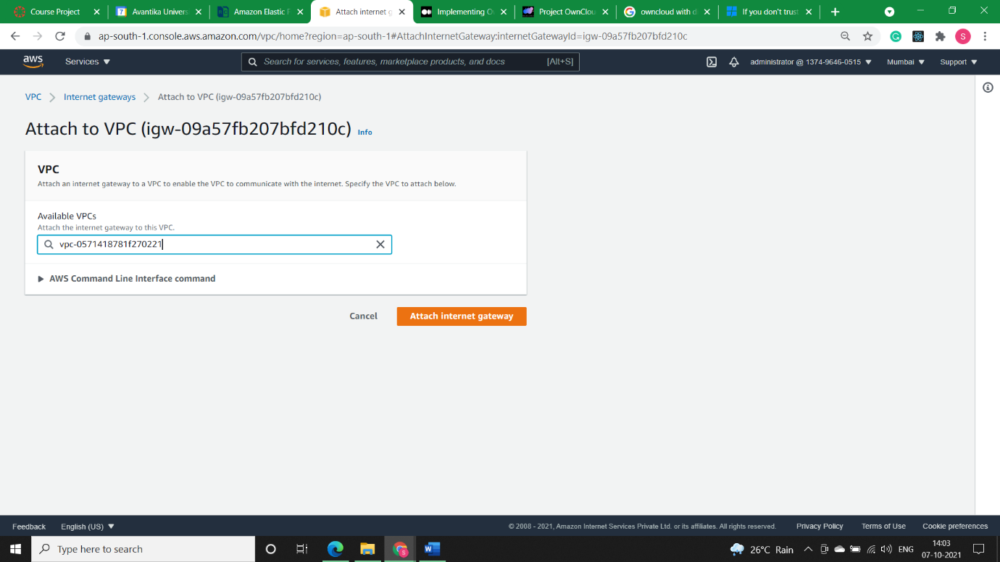 Course Project
7 Avantika Univers
Amazon Elastic F
Attach internet g
Implementing O
Project OwnClou
owncloud with d
If you don't trust
ap-south-1.console.aws.amazon.com/vpc/home?region=ap-south-1#AttachInternetGateway:internetGatewayId=igw-09a57fb207bfd210c
S
aws
Services
Search for services, features, marketplace products, and docs [Alt+S]
administrator @ 1374-9646-0515
Mumbai
Support
VPC > Internet gateways > Attach to VPC (igw-09a57fb207bfd210c)
Attach to VPC (igw-09a57fb207bfd210c) Info
VPC
Attach an internet gateway to a VPC to enable the VPC to communicate with the internet. Specify the VPC to attach below.
Available VPCs
Attach the internet gateway to this VPC.
vpc-0571418781f270221
AWS Command Line Interface command
Cancel
Attach internet gateway
Feedback
English (US)
© 2008 - 2021, Amazon Internet Services Private Ltd. or its affiliates. All rights reserved.
Privacy Policy
Terms of Use
Cookie preferences
Type here to search
26°C Rain
ENG
14:03
07-10-2021